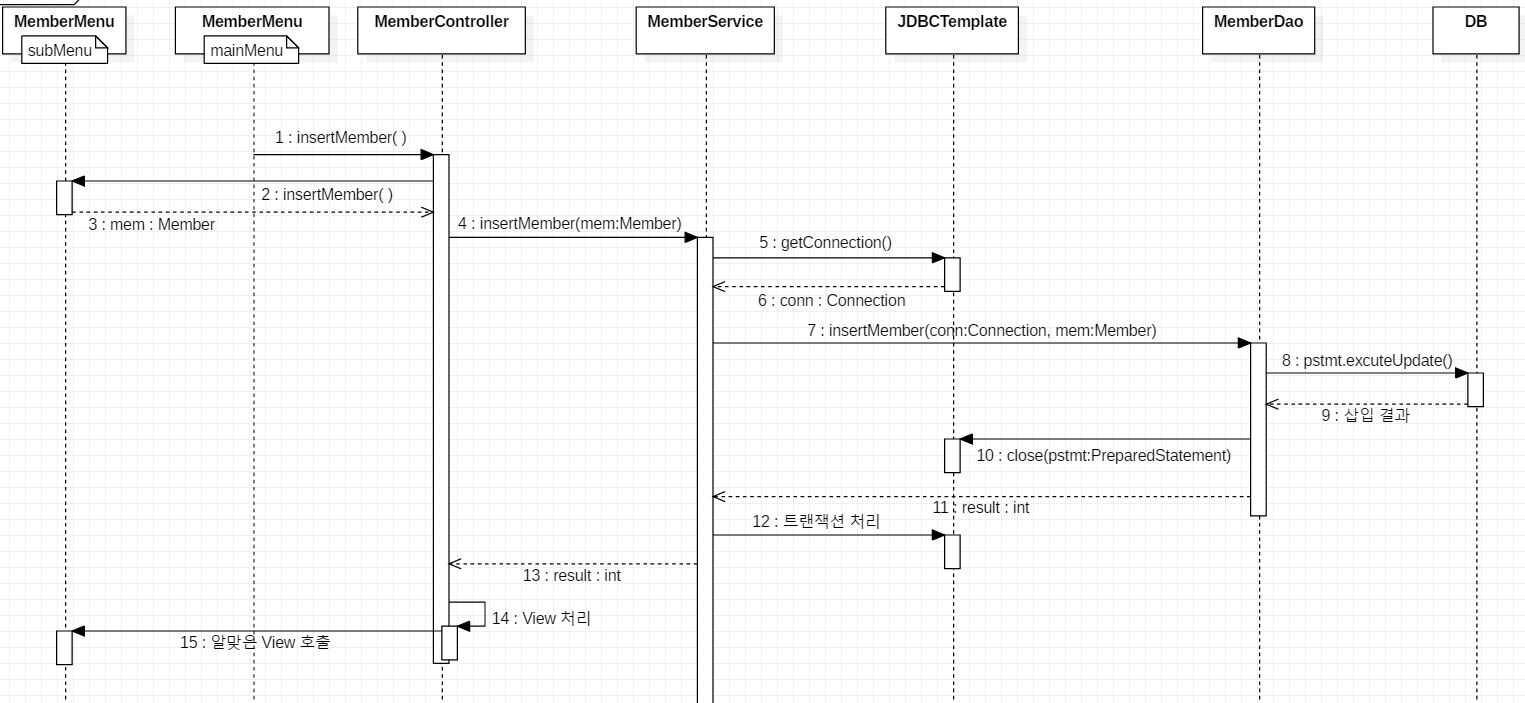 MemberMenu
subMenu
MemberMenu
mainMenu
MemberController
MemberService
JDBCTemplate
MemberDao
DB
1 : insertMember( )
2 : insertMember( )
3 : mem : Member
4 : insertMember(mem:Member)
5 : getConnection()
6 : conn : Connection
7 : insertMember(conn:Connection, mem:Member)
8 : pstmt.excuteUpdate()
9 : 삽입 결과
10 : close(pstmt:PreparedStatement)
11 : result : int
12 : 트랜잭션 처리
13 : result : int
14 : View 처리
15 : 알맞은 View 호출